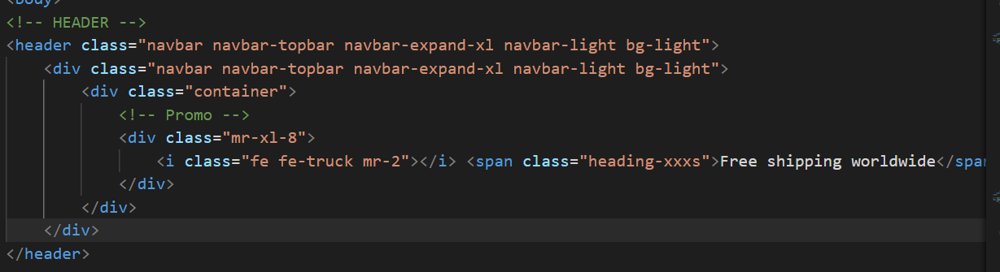 <body>
<!-- HEADER -->
<header class="navbar navbar-topbar navbar-expand-xl navbar-light bg-light">
    <div class="navbar navbar-topbar navbar-expand-xl navbar-light bg-light">
        <div class="container">
            <!-- Promo -->
            <div class="mr-xl-8">
                <i class="fe fe-truck mr-2"></i> <span class="heading-xxxs">Free shipping worldwide</spa
            </div>
        </div>
    </div>
</header>